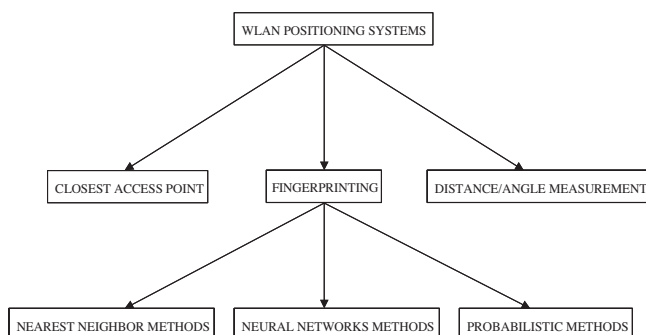 WLAN POSITIONING SYSTEMS
CLOSEST ACCESS POINT
FINGERPRINTING
DISTANCE/ANGLE MEASUREMENT
NEAREST NEIGHBOR METHODS
NEURAL NETWORKS METHODS
PROBABILISTIC METHODS